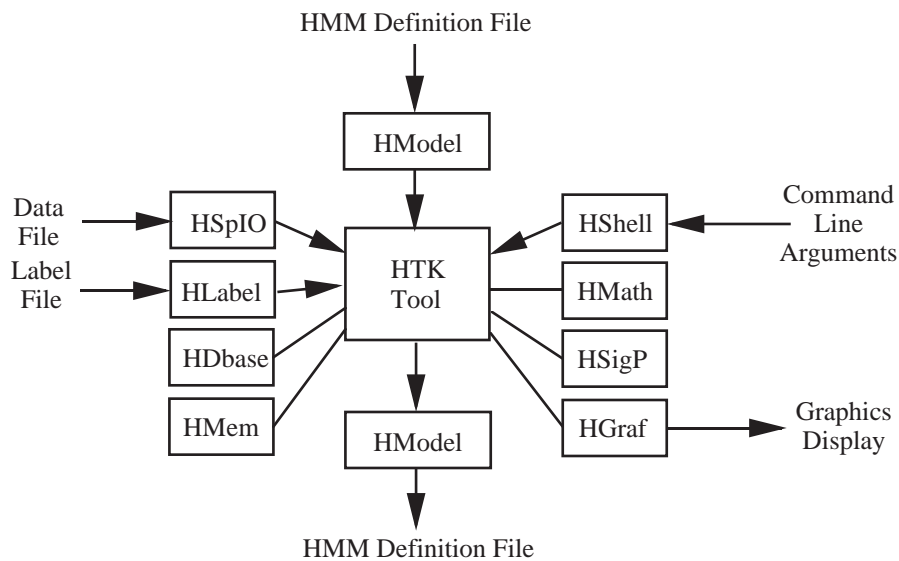 HMM Definition File
HModel
Data
File
HSpIO
Label
File
HLabel
HDbase
HMem
HTK
Tool
HShell
Command
Line
Arguments
HMath
HSigP
HGraf
Graphics
Display
HModel
HMM Definition File